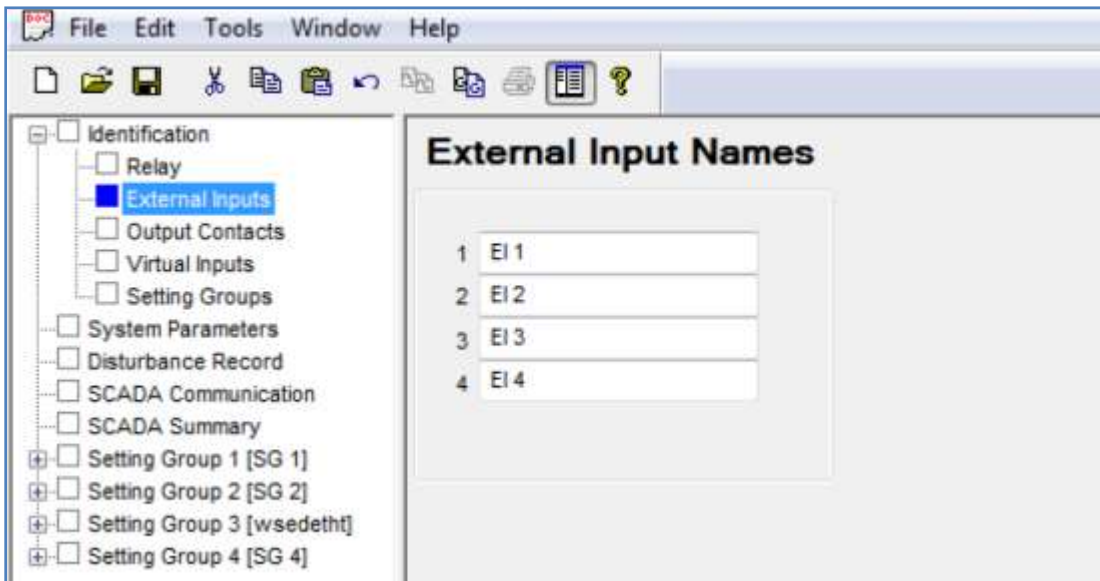 File Edit Tools Window Help
Identification
Relay
External Inputs
Output Contacts
Virtual Inputs
Setting Groups
System Parameters
Disturbance Record
SCADA Communication
SCADA Summary
Setting Group 1 [SG 1]
Setting Group 2 [SG 2]
Setting Group 3 [wsedetht]
Setting Group 4 [SG 4]
External Input Names
1 EI 1
2 EI 2
3 EI 3
4 EI 4